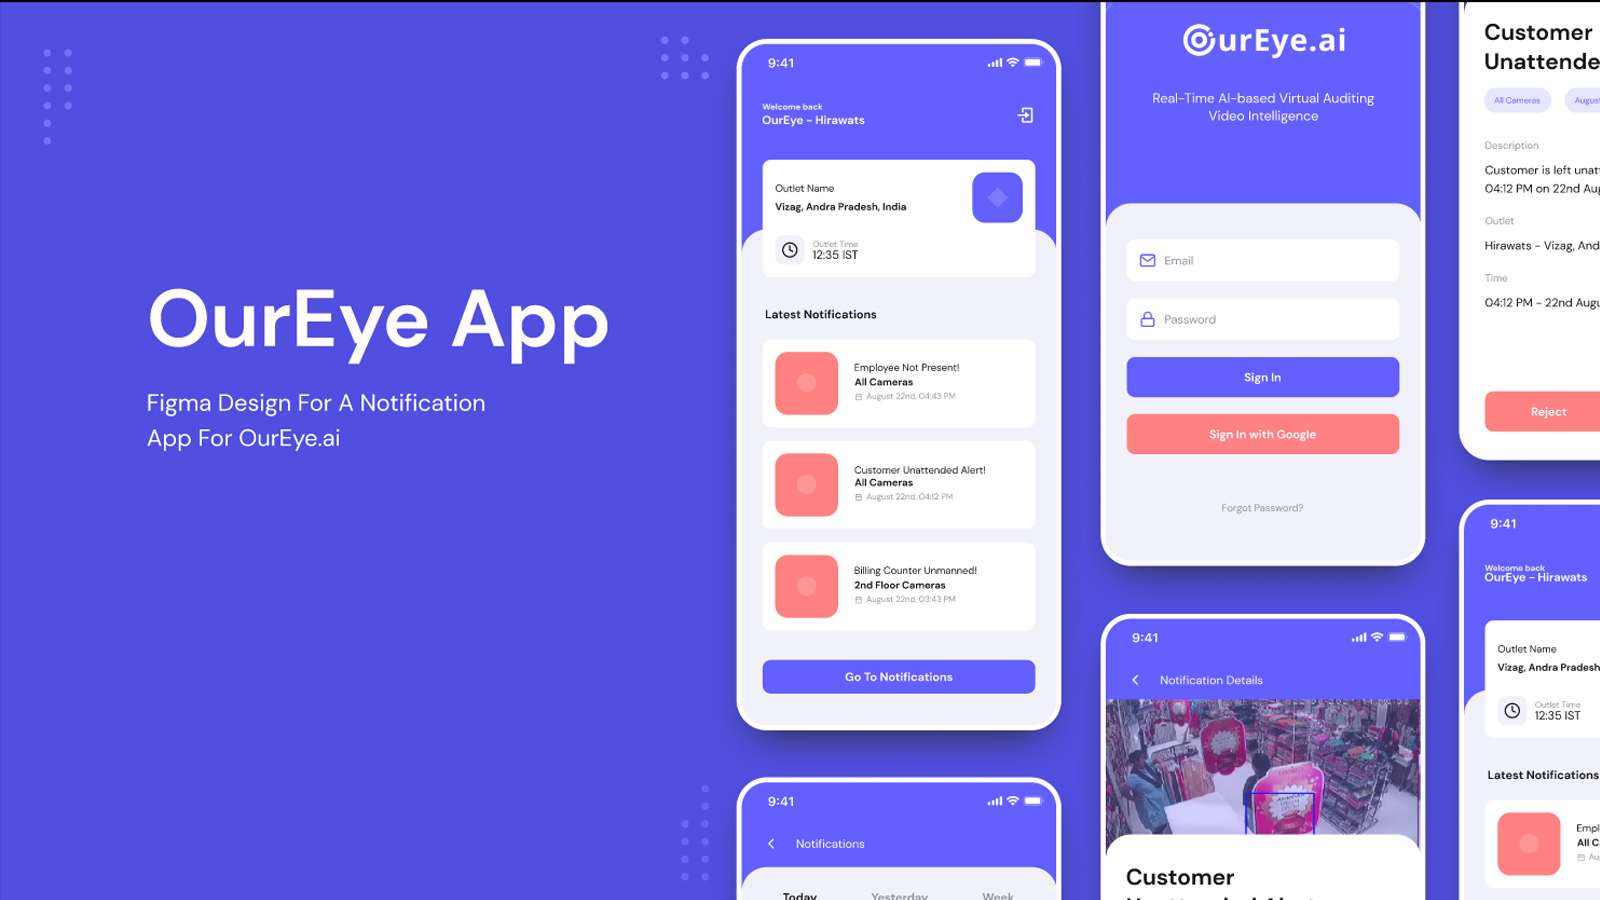 OurEye App
Figma Design For A Notification
App For OurEye.ai
9:41
Welcome back
OurEye - Hirawats
Outlet Name
Vizag, Andra Pradesh, India
Outlet Time
12:35 IST
Latest Notifications
Employee Not Present!
All Cameras
August 22nd, 04:43 PM
Customer Unattended Alert!
All Cameras
August 22nd, 04:12 PM
Billing Counter Unmanned!
2nd Floor Cameras
August 22nd, 03:43 PM
Go To Notifications
9:41
Notifications
Today Yesterday Week
OurEye.ai
Real-Time AI-based Virtual Auditing
Video Intelligence
Email
Password
Sign In
Sign In with Google
Forgot Password?
9:41
Notification Details
Customer
Customer
Unattende
All Cameras August
Description
Customer is left unat
04:12 PM on 22nd Aug
Outlet
Hirawats - Vizag, And
Time
04:12 PM - 22nd Augu
Reject
9:41
Welcome back
OurEye - Hirawats
Outlet Name
Vizag, Andra Pradesh
Outlet Time
12:35 IST
Latest Notifications
Empl
All C
Au